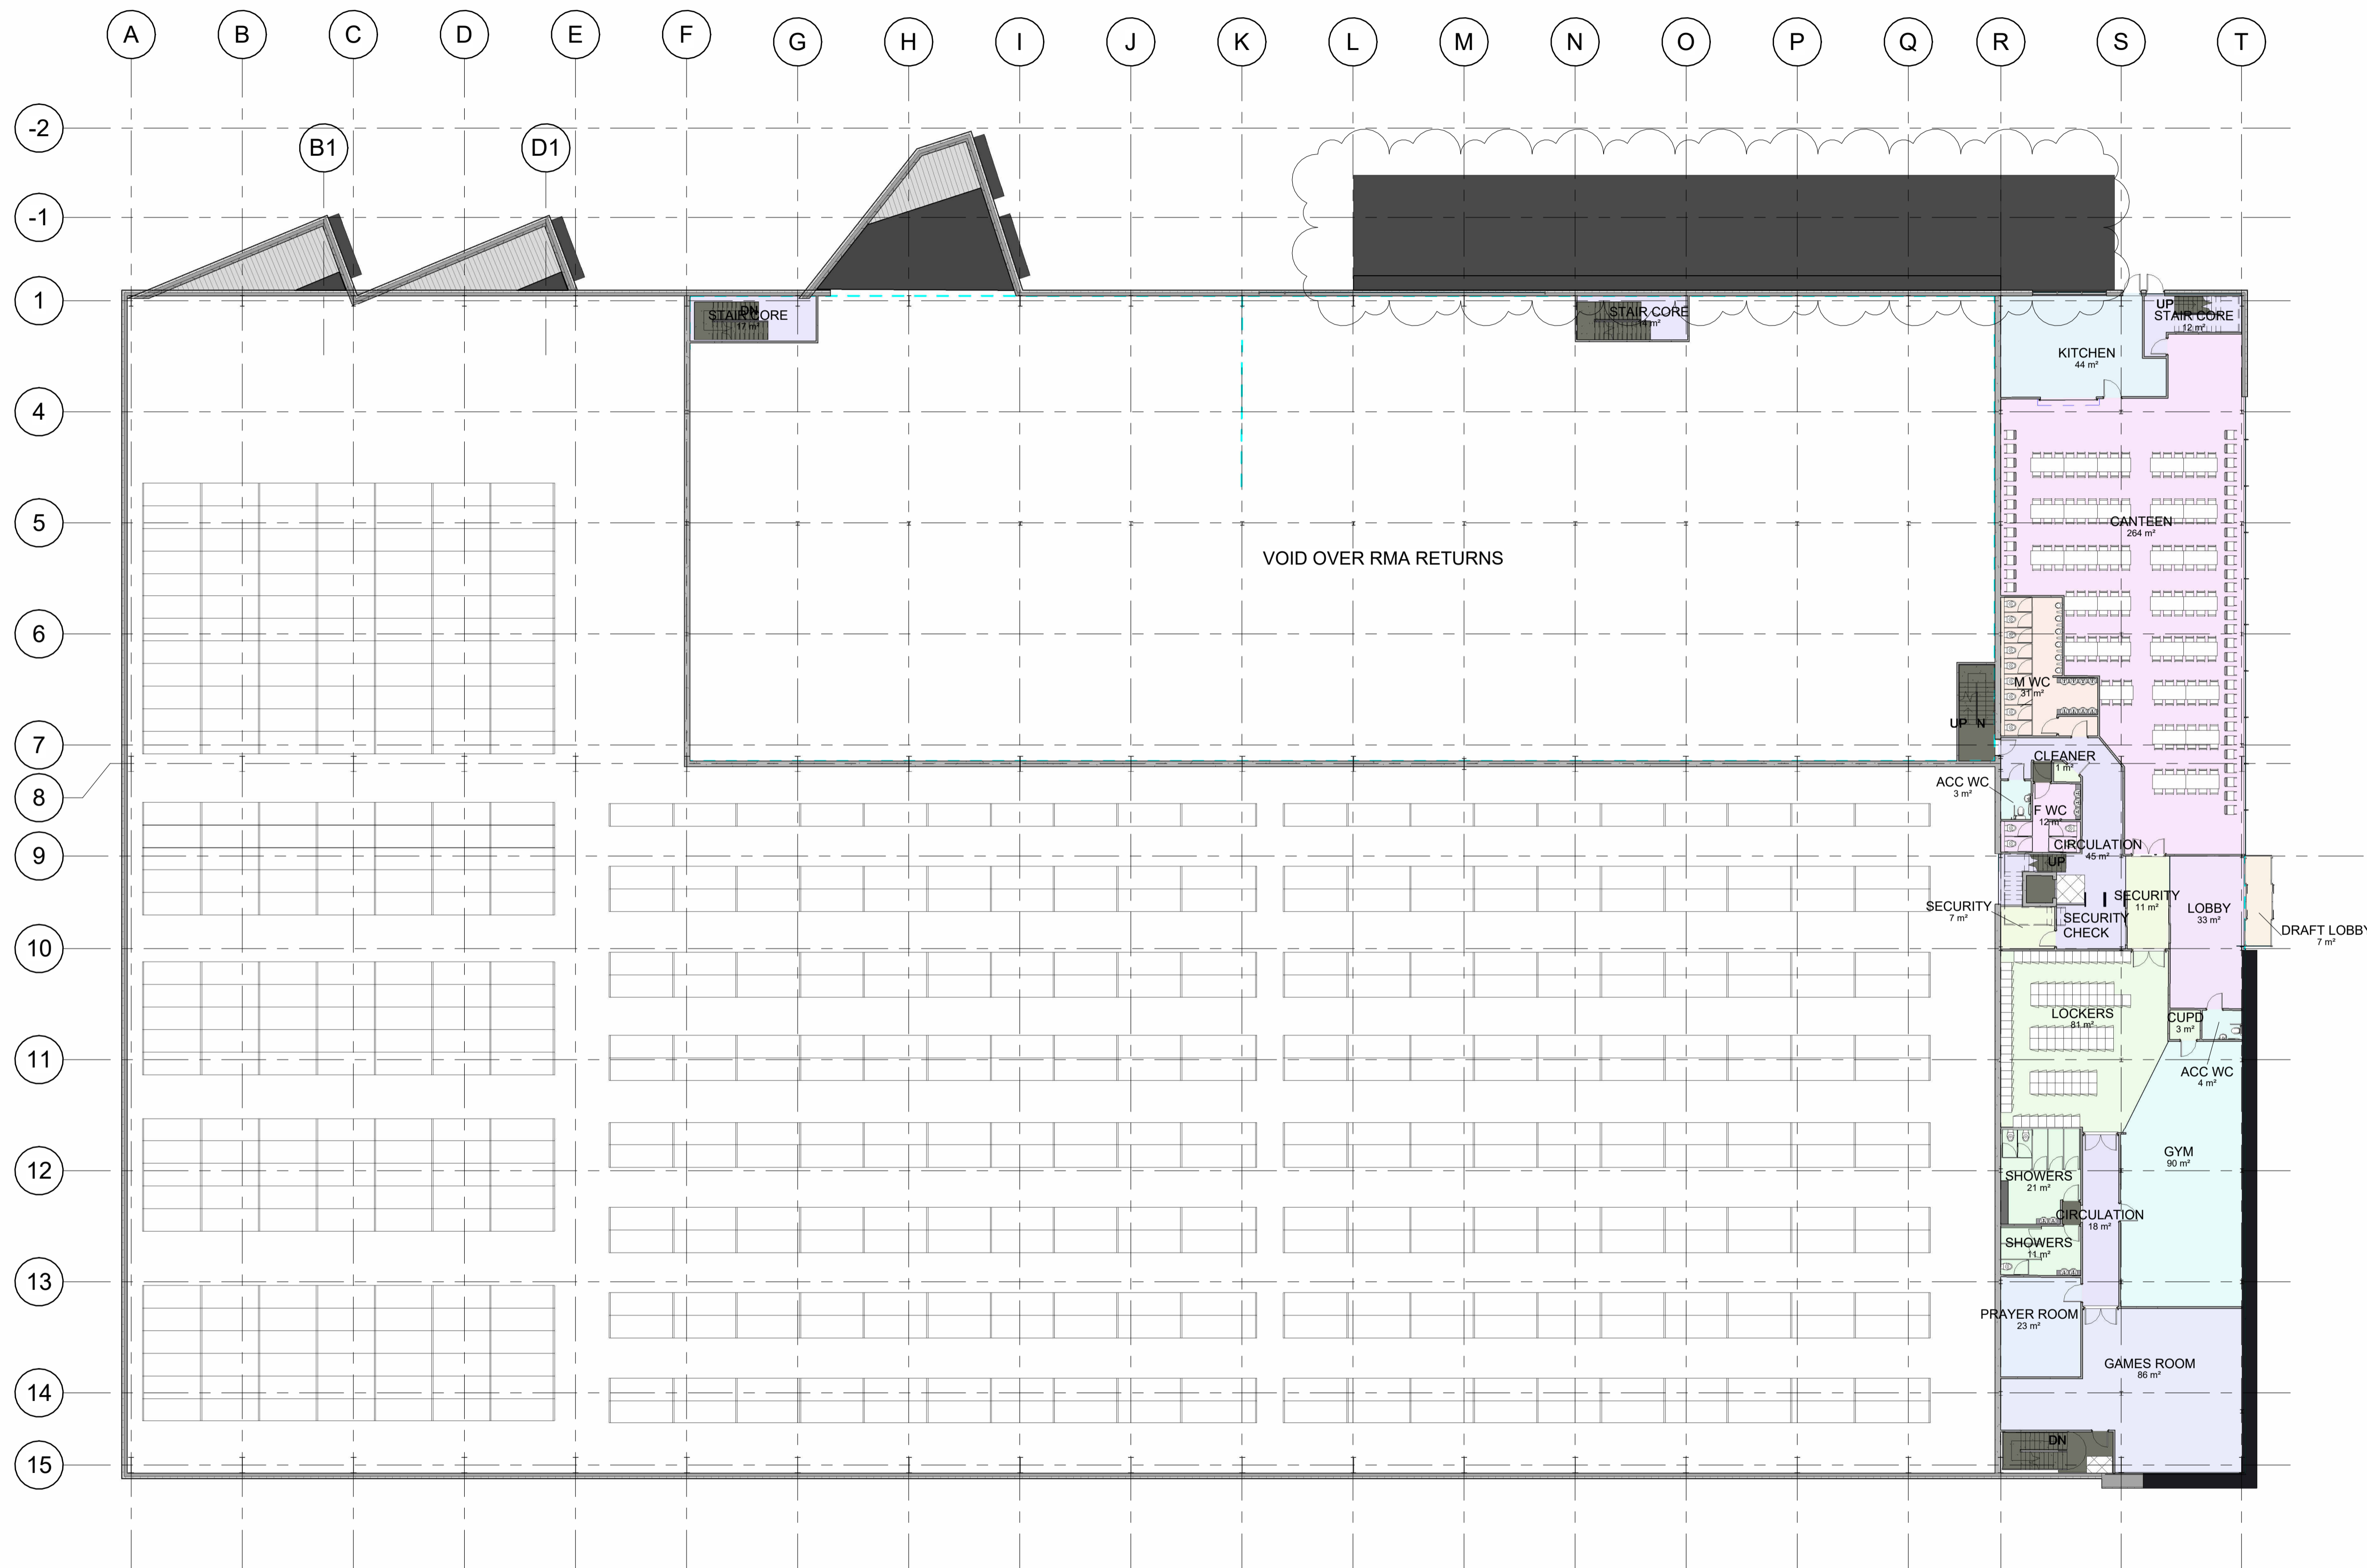 A
B
C
D
E
F
G
H
I
J
K
L
M
N
O
P
Q
R
S
T
-2
B1
D1
-1
1
DN
STAIR CORE
17 m²
STAIR CORE
14 m²
UP
STAIR CORE
12 m²
KITCHEN
44 m²
4
5
CANTEEN
264 m²
VOID OVER RMA RETURNS
6
M WC
31 m²
UP N
7
CLEANER
1 m²
8
ACC WC
3 m²
F WC
12 m²
CIRCULATION
45 m²
9
UP
SECURITY
11 m²
SECURITY
7 m²
LOBBY
33 m²
SECURITY
CHECK
DRAFT LOBBY
7 m²
10
LOCKERS
81 m²
CUPD
3 m²
11
ACC WC
4 m²
GYM
90 m²
12
SHOWERS
21 m²
CIRCULATION
18 m²
SHOWERS
11 m²
13
PRAYER ROOM
23 m²
GAMES ROOM
86 m²
14
DN
15